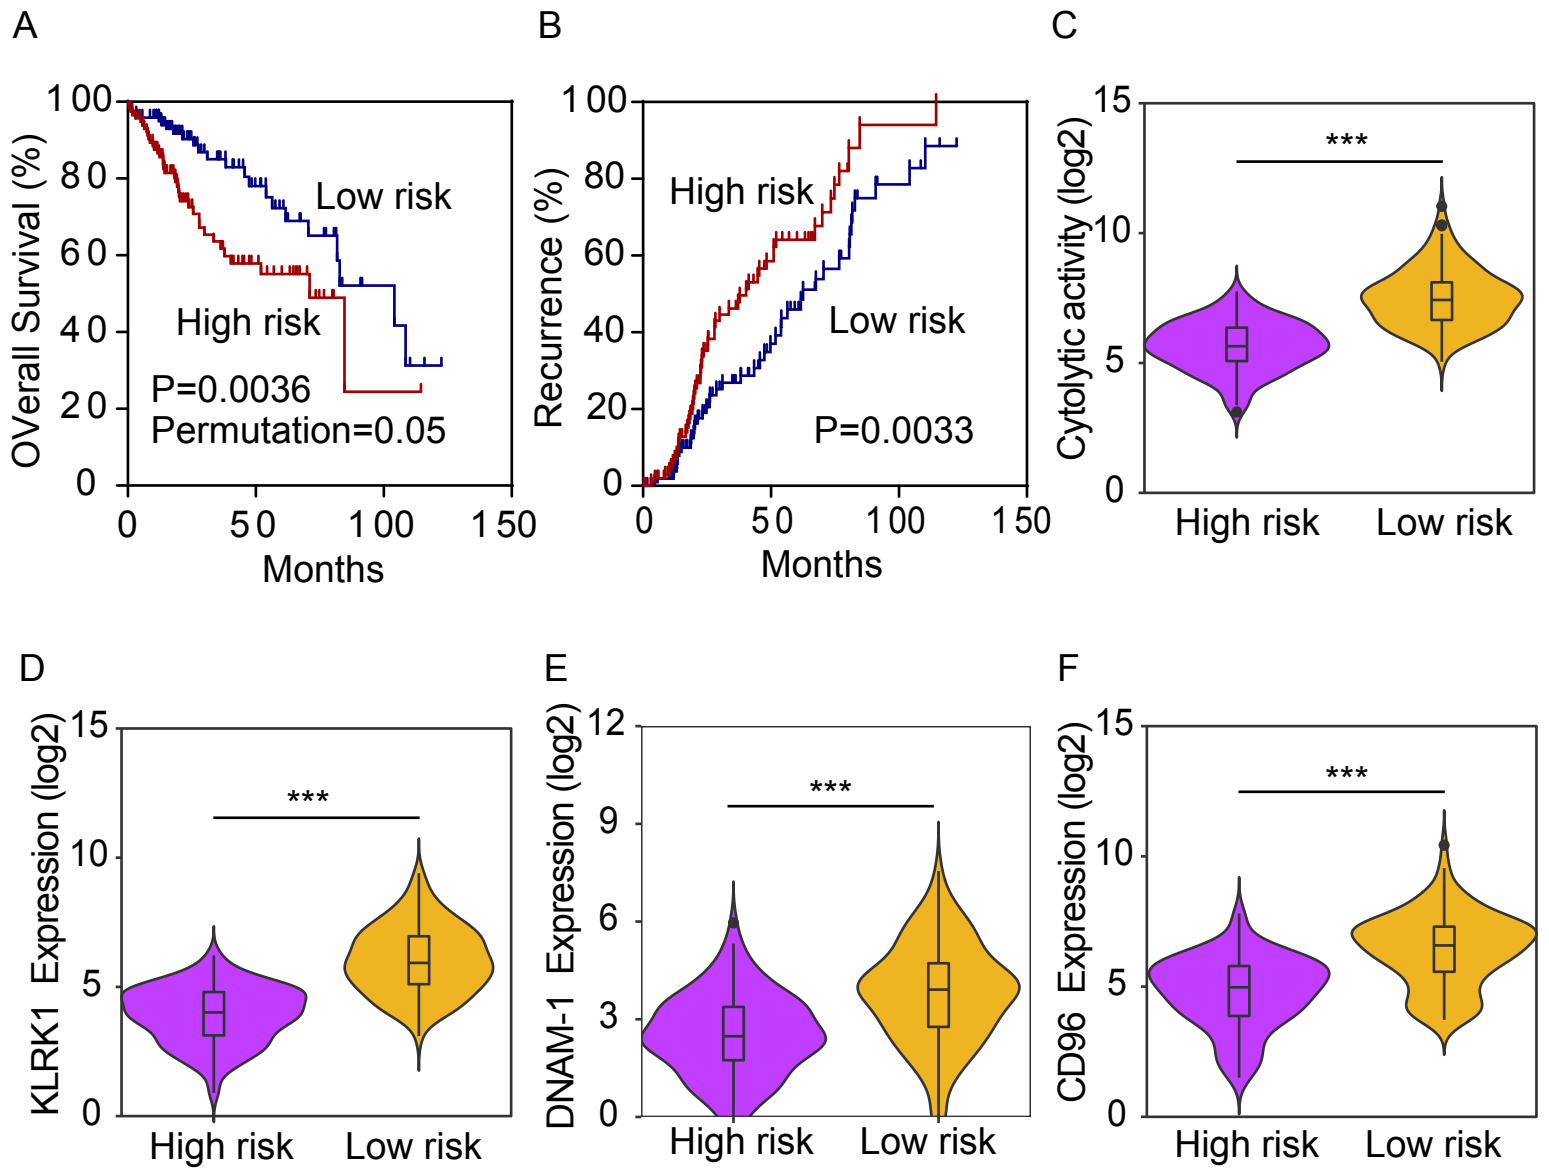 A
OVerall Survival (%)
100
80
60
40
20
0
Low risk
High risk
P=0.0036
Permutation=0.05
0 50 100 150
Months
B
Recurrence (%)
100
80
60
40
20
0
High risk
Low risk
P=0.0033
0 50 100 150
Months
C
Cytolytic activity (log2)
15
10
5
0
***
High risk Low risk
D
KLRK1 Expression (log2)
15
10
5
0
***
High risk Low risk
E
DNAM-1 Expression (log2)
12
9
6
3
0
***
High risk Low risk
F
CD96 Expression (log2)
15
10
5
0
***
High risk Low risk